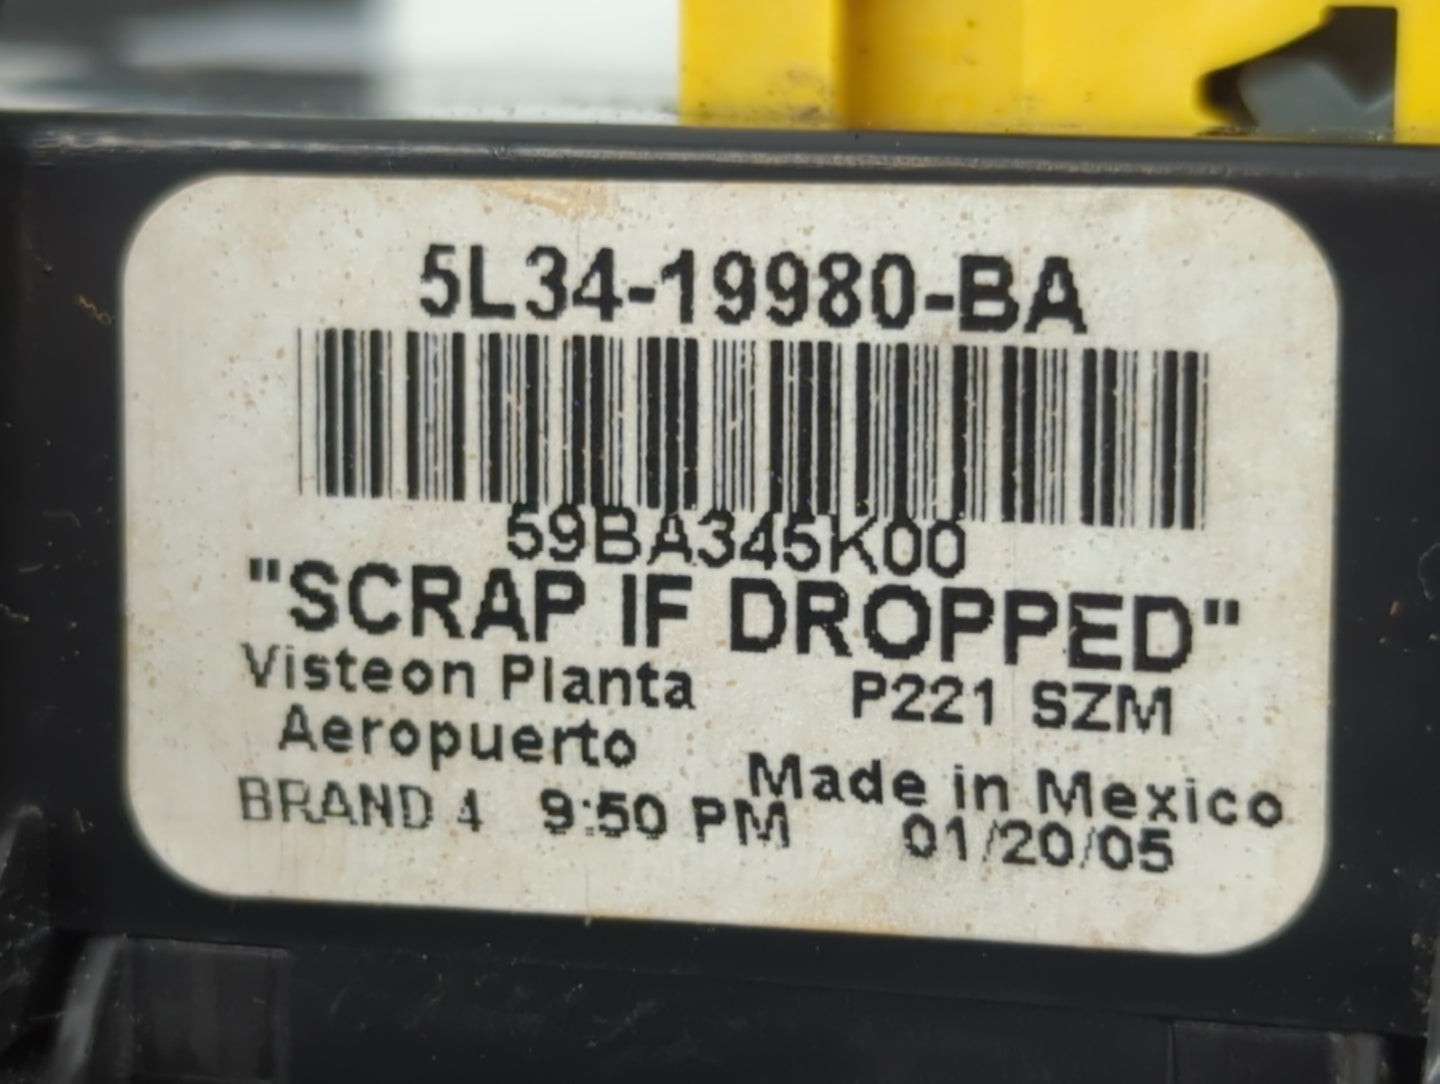 5L34-19980-BA
59BA345K00
"SCRAP IF DROPPED"
Visteon Planta
Aeropuerto
P221 SZM
Made in Mexico
BRAND 4 9:50 PM 01/20/05